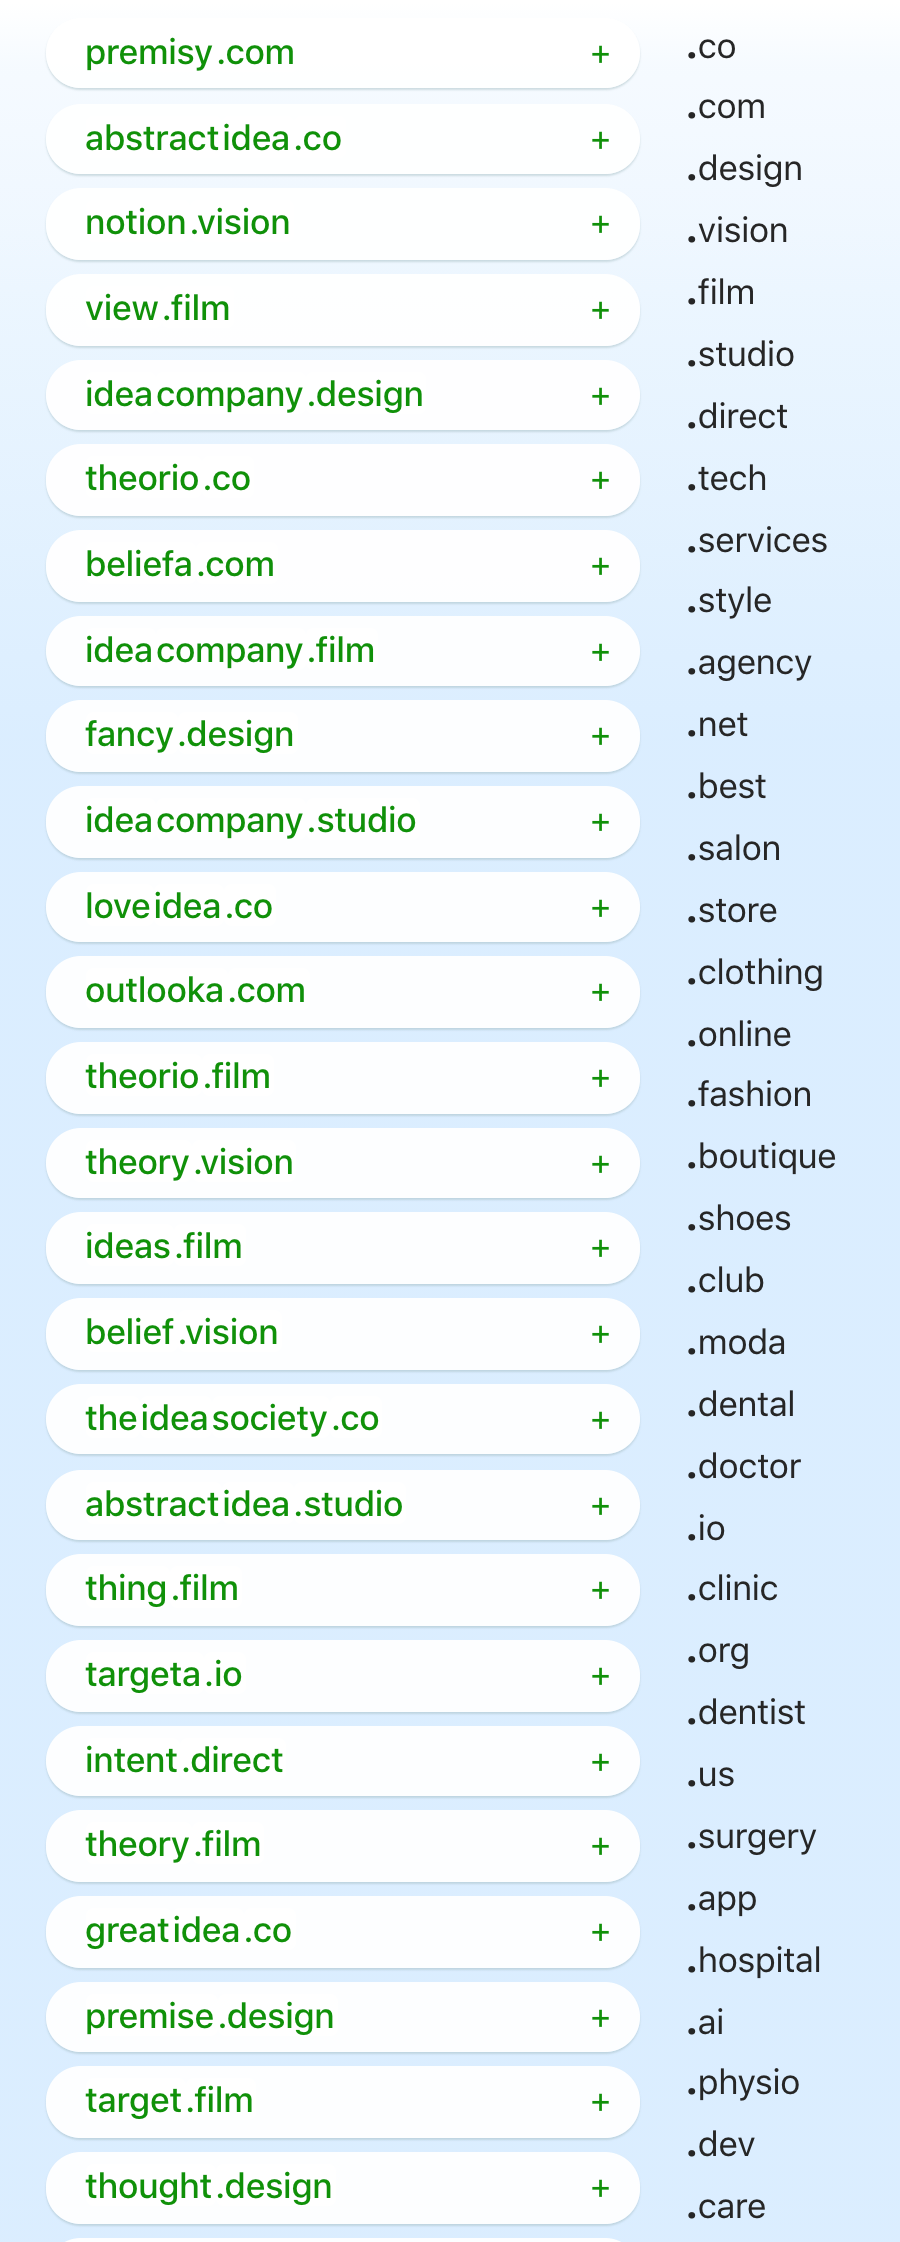 premisy.com +
abstractidea.co +
notion.vision +
view.film +
ideacompany.design +
theorio.co +
beliefa.com +
ideacompany.film +
fancy.design +
ideacompany.studio +
loveidea.co +
outlooka.com +
theorio.film +
theory.vision +
ideas.film +
belief.vision +
theideasociety.co +
abstractidea.studio +
thing.film +
targeta.io +
intent.direct +
theory.film +
greatidea.co +
premise.design +
target.film +
thought.design +
.co
.com
.design
.vision
.film
.studio
.direct
.tech
.services
.style
.agency
.net
.best
.salon
.store
.clothing
.online
.fashion
.boutique
.shoes
.club
.moda
.dental
.doctor
.io
.clinic
.org
.dentist
.us
.surgery
.app
.hospital
.ai
.physio
.dev
.care